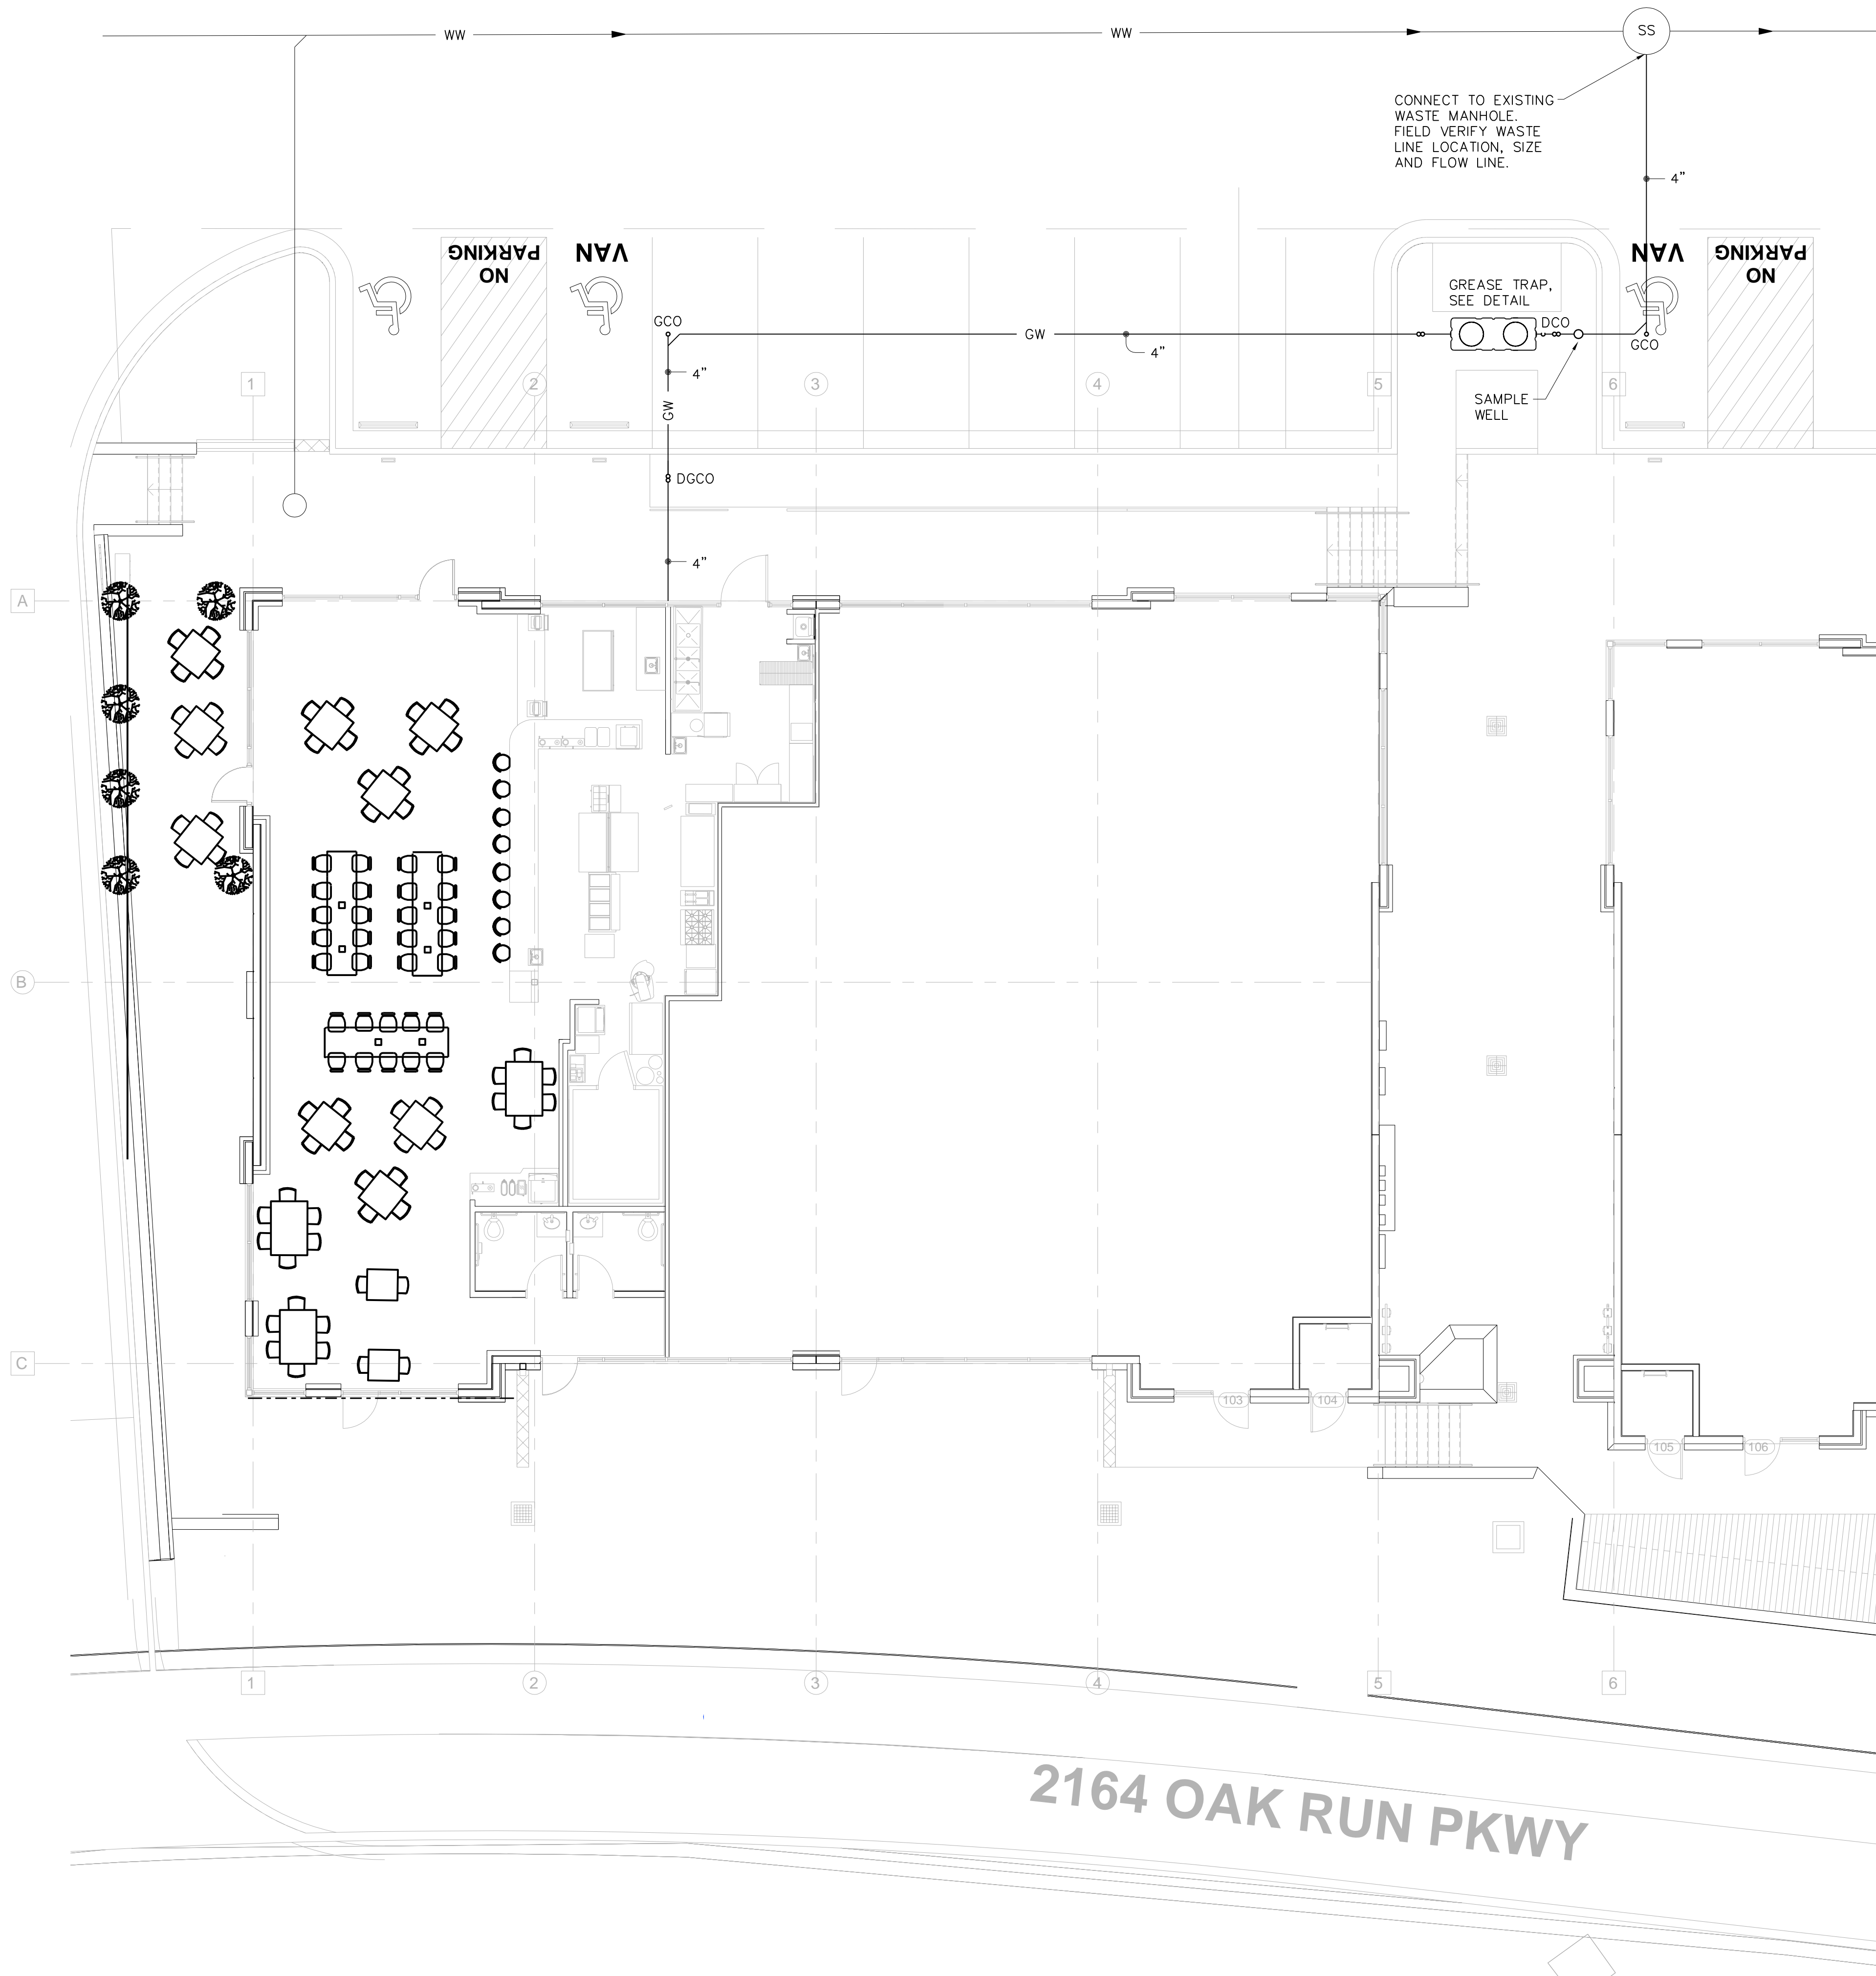 WW
WW
SS
CONNECT TO EXISTING
WASTE MANHOLE.
FIELD VERIFY WASTE
LINE LOCATION, SIZE
AND FLOW LINE.
4"
NO
PARKING
VAN
VAN
NO
PARKING
GREASE TRAP,
SEE DETAIL
GCO
GW
4"
DCO
GCO
4"
GW
1
2
3
4
5
6
SAMPLE
WELL
DGCO
4"
A
B
C
103
104
105
106
1
2
3
4
5
6
2164 OAK RUN PKWY